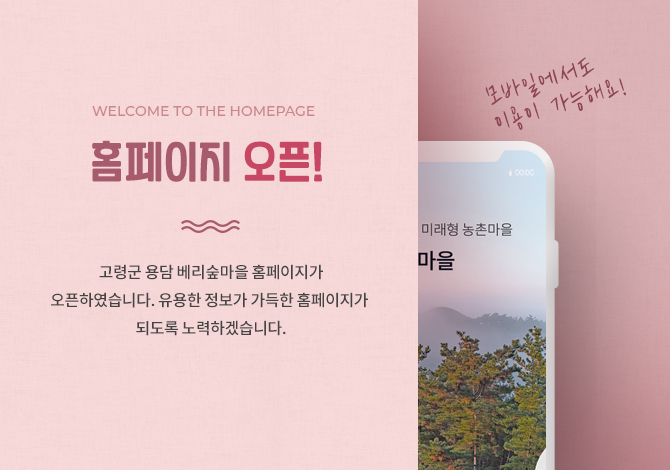 WELCOME TO THE HOMEPAGE
홈페이지 오픈!
고령군 용담 베리숲마을 홈페이지가
오픈하였습니다. 유용한 정보가 가득한 홈페이지가
되도록 노력하겠습니다.
모바일에서도
이용이 가능해요!
00:00
미래형 농촌마을
마을